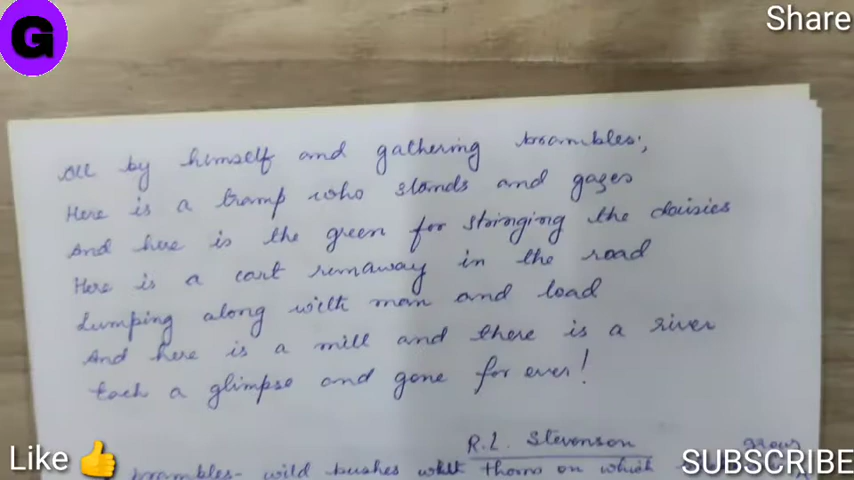 G
Share
All by himself and gathering brambles;,
Here is a tramp who stands and gazes
And here is the green for stringing the daisies
Here is a cart runaway in the road
Lumping along with man and load
And here is a mill and there is a river
Each a glimpse and gone for ever!
R.L. Stevenson
brambles- wild bushes with thorns on which grows
Like 👍
SUBSCRIBE